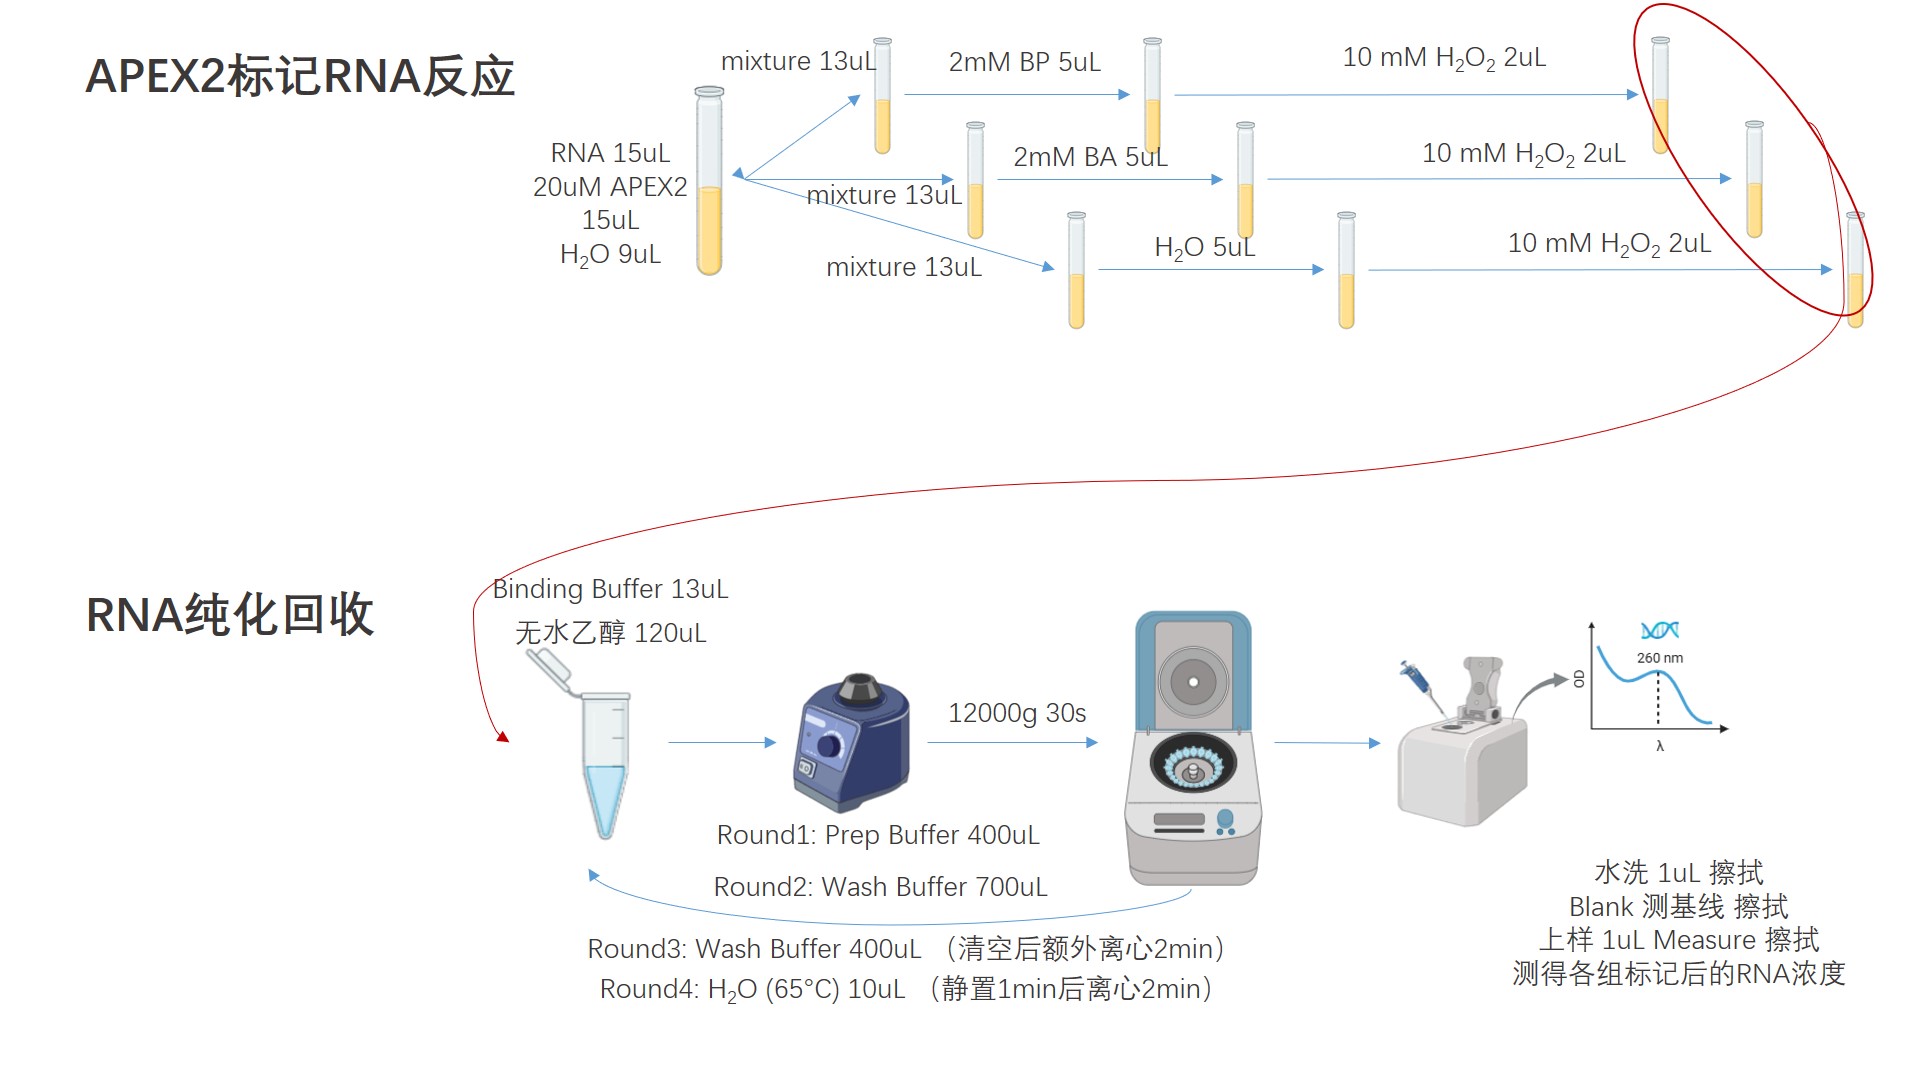 APEX2标记RNA反应
mixture 13uL
2mM BP 5uL
10 mM H₂O₂ 2uL
RNA 15uL
20uM APEX2
15uL
H₂O 9uL
mixture 13uL
2mM BA 5uL
10 mM H₂O₂ 2uL
mixture 13uL
H₂O 5uL
10 mM H₂O₂ 2uL
RNA纯化回收
Binding Buffer 13uL
无水乙醇 120uL
12000g 30s
Round1: Prep Buffer 400uL
Round2: Wash Buffer 700uL
Round3: Wash Buffer 400uL （清空后额外离心2min）
Round4: H₂O (65°C) 10uL （静置1min后离心2min）
260 nm
OD
λ
水洗 1uL 擦拭
Blank 测基线 擦拭
上样 1uL Measure 擦拭
测得各组标记后的RNA浓度